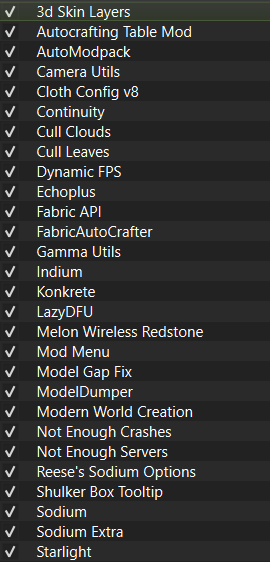 3d Skin Layers
Autocrafting Table Mod
AutoModpack
Camera Utils
Cloth Config v8
Continuity
Cull Clouds
Cull Leaves
Dynamic FPS
Echoplus
Fabric API
FabricAutoCrafter
Gamma Utils
Indium
Konkrete
LazyDFU
Melon Wireless Redstone
Mod Menu
Model Gap Fix
ModelDumper
Modern World Creation
Not Enough Crashes
Not Enough Servers
Reese's Sodium Options
Shulker Box Tooltip
Sodium
Sodium Extra
Starlight